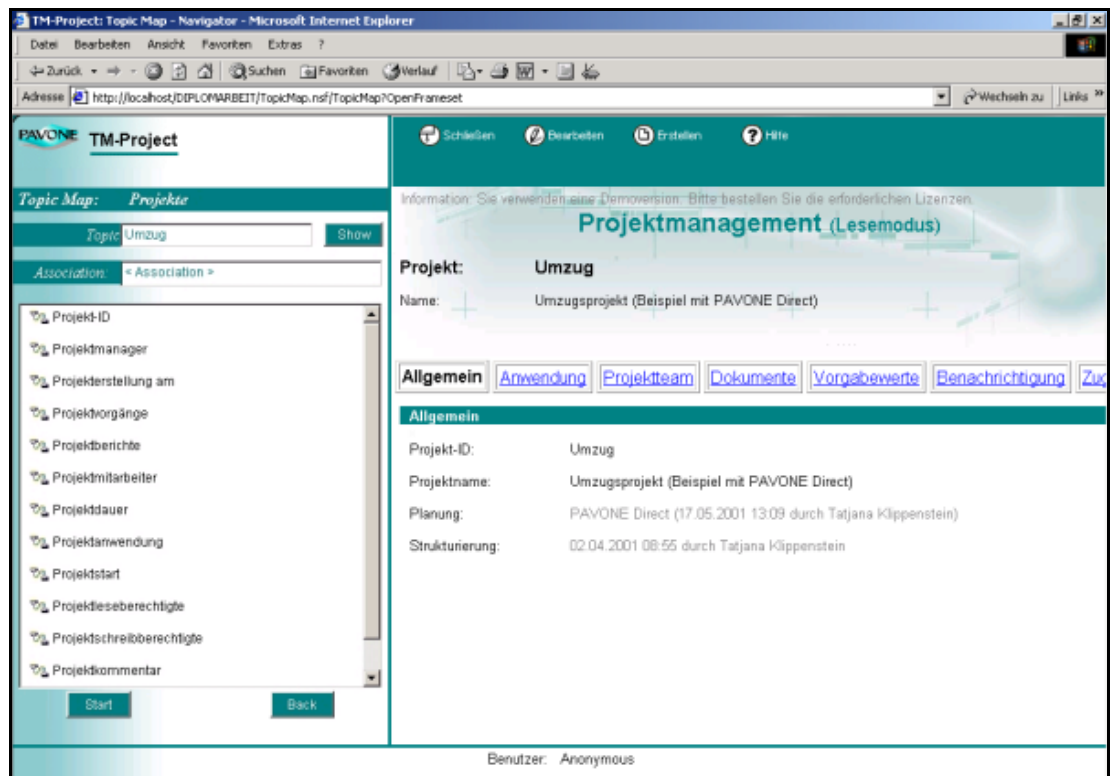 TM-Project: Topic Map - Navigator - Microsoft Internet Explorer
Datei Bearbeiten Ansicht Favoriten Extras ?
Zurück Suchen Favoriten Verlauf
Adresse http://localhost/DIPLOMARBEIT/TopicMap.nsf/TopicMap?OpenFrameset Wechseln zu Links »
PAVONE TM-Project
Schließen Bearbeiten Erstellen Hilfe
Topic Map: Projekte
Topic Umzug Show
Association: < Association >
Projekt-ID
Projektmanager
Projekterstellung am
Projektvorgänge
Projektberichte
Projektmitarbeiter
Projektdauer
Projektanwendung
Projektstart
Projektleseberechtigte
Projektschreibberechtigte
Projektkommentar
Start Back
Information: Sie verwenden eine Demoversion. Bitte bestellen Sie die erforderlichen Lizenzen.
Projektmanagement (Lesemodus)
Projekt: Umzug
Name: Umzugsprojekt (Beispiel mit PAVONE Direct)
Allgemein Anwendung Projektteam Dokumente Vorgabewerte Benachrichtigung Zug
Allgemein
Projekt-ID: Umzug
Projektname: Umzugsprojekt (Beispiel mit PAVONE Direct)
Planung: PAVONE Direct (17.05.2001 13:09 durch Tatjana Klippenstein)
Strukturierung: 02.04.2001 08:55 durch Tatjana Klippenstein
Benutzer: Anonymous